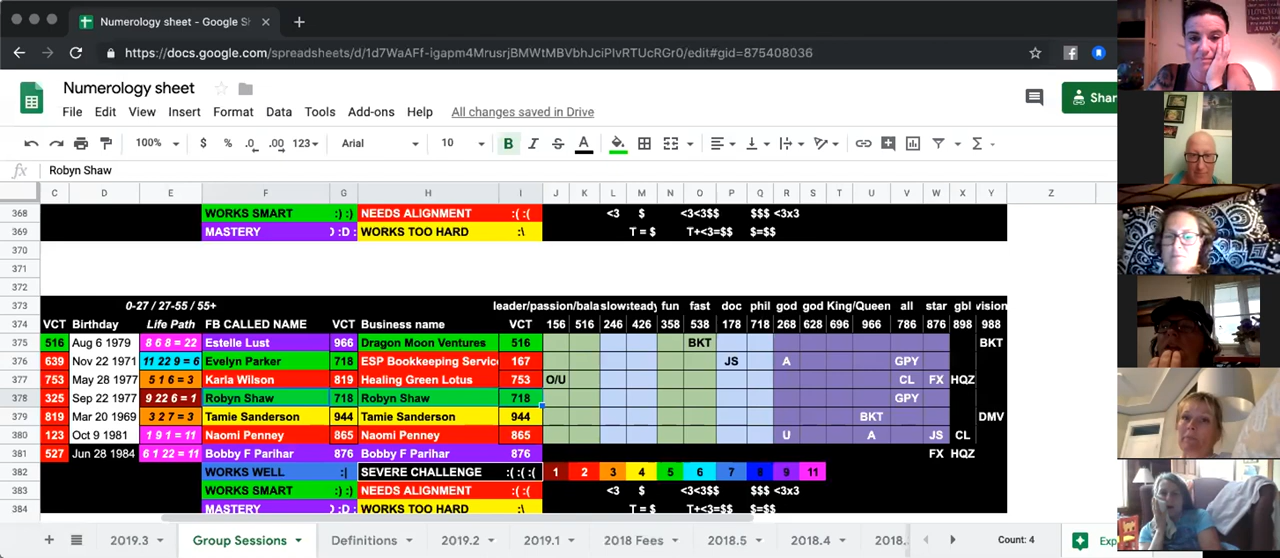 Numerology sheet - Google Sh
https://docs.google.com/spreadsheets/d/1d7WaAFf-igapm4MrusrjBMWtMBVbhJciPIvRTUcRGr0/edit#gid=875408036
Numerology sheet
File Edit View Insert Format Data Tools Add-ons Help All changes saved in Drive
Shar
100% $ % .0 .00 123 Arial 10 B I S A
fx Robyn Shaw
C D E F G H I J K L M N O P Q R S T U V W X Y Z
368 WORKS SMART :) :) NEEDS ALIGNMENT :( :( <3 $ <3<3$$ $$$ <3x3
369 MASTERY :D: WORKS TOO HARD :\ T = $ T+<3=$$ $=$$
370
371
372
373 0-27 / 27-55 / 55+ leader/passion/bala slow steady fun fast doc phil god god King/Queen all star gbl vision
374 VCT Birthday Life Path FB CALLED NAME VCT Business name VCT 156 516 246 426 358 538 178 718 268 628 696 966 786 876 898 988
375 516 Aug 6 1979 8 6 8 = 22 Estelle Lust 966 Dragon Moon Ventures 516 BKT BKT
376 639 Nov 22 1971 11 22 9 = 6 Evelyn Parker 718 ESP Bookkeeping Service 167 JS A GPY
377 753 May 28 1977 5 1 6 = 3 Karla Wilson 819 Healing Green Lotus 753 O/U CL FX HQZ
378 325 Sep 22 1977 9 22 6 = 1 Robyn Shaw 718 Robyn Shaw 718 GPY
379 819 Mar 20 1969 3 2 7 = 3 Tamie Sanderson 944 Tamie Sanderson 944 BKT DMV
380 123 Oct 9 1981 1 9 1 = 11 Naomi Penney 865 Naomi Penney 865 U A JS CL
381 527 Jun 28 1984 6 1 22 = 11 Bobby F Parihar 876 Bobby F Parihar 876 FX HQZ
382 WORKS WELL :| SEVERE CHALLENGE :( :( :( 1 2 3 4 5 6 7 8 9 11
383 WORKS SMART :) :) NEEDS ALIGNMENT :( :( <3 $ <3<3$$ $$$ <3x3
384 MASTERY :D: WORKS TOO HARD :\ T = $ T+<3=$$ $=$$
2019.3 Group Sessions Definitions 2019.2 2019.1 2018 Fees 2018.5 2018.4 2018. Count: 4 Exp